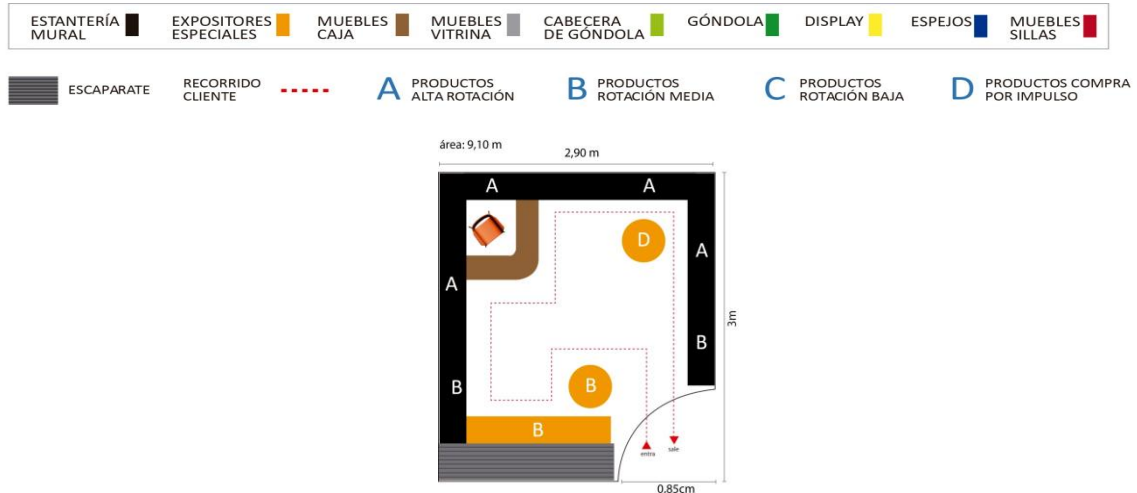 ESTANTERÍA
MURAL
EXPOSITORES
ESPECIALES
MUEBLES
CAJA
MUEBLES
VITRINA
CABECERA
DE GÓNDOLA
GÓNDOLA
DISPLAY
ESPEJOS
MUEBLES
SILLAS
ESCAPARATE
RECORRIDO
CLIENTE
A PRODUCTOS
ALTA ROTACIÓN
B PRODUCTOS
ROTACIÓN MEDIA
C PRODUCTOS
ROTACIÓN BAJA
D PRODUCTOS COMPRA
POR IMPULSO
área: 9,10 m
2,90 m
A
A
D
A
A
3m
B
B
B
B
entra
sale
0.85cm